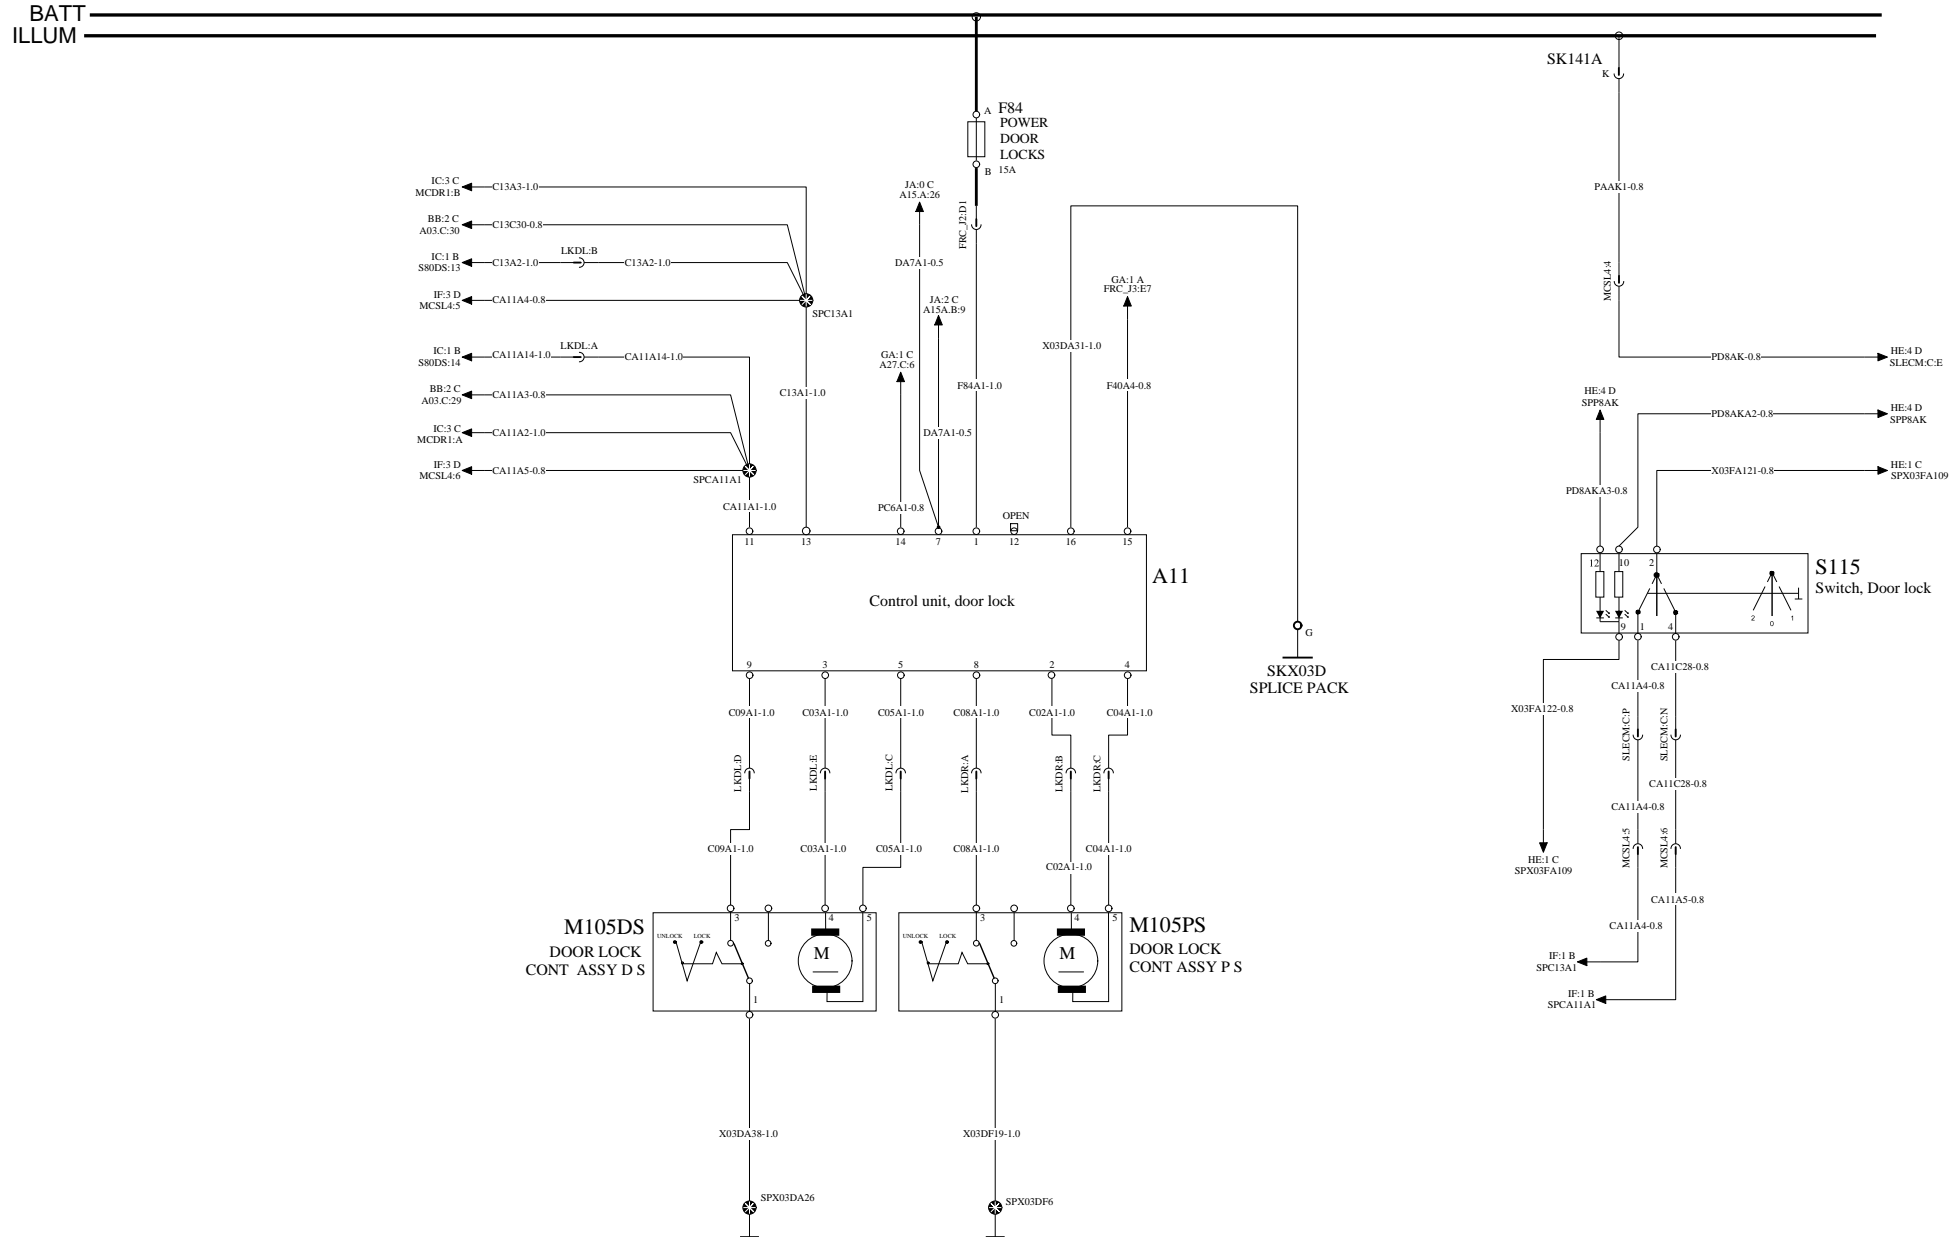 BATT
ILLUM
SK141A
K
A
F84
POWER
DOOR
LOCKS
B
15A
IC:3 C
MCDR1:B
C13A3-1.0
BB:2 C
A03.C:30
C13C30-0.8
IC:1 B
S80DS:13
C13A2-1.0
LKDL:B
C13A2-1.0
IF:3 D
MCSL4:5
CA11A4-0.8
SPC13A1
IC:1 B
S80DS:14
CA11A14-1.0
LKDL:A
CA11A14-1.0
BB:2 C
A03.C:29
CA11A3-0.8
IC:3 C
MCDR1:A
CA11A2-1.0
IF:3 D
MCSL4:6
CA11A5-0.8
SPCA11A1
CA11A1-1.0
C13A1-1.0
JA:0 C
A15.A:26
DA7A1-0.5
FRC_J2:D1
JA:2 C
A15A.B:9
GA:1 C
A27.C:6
F84A1-1.0
DA7A1-0.5
PC6A1-0.8
OPEN
X03DA31-1.0
GA:1 A
FRC_J3:E7
F40A4-0.8
11
13
14
7
1
12
16
15
A11
Control unit, door lock
9
3
5
8
2
4
G
SKX03D
SPLICE PACK
C09A1-1.0
C03A1-1.0
C05A1-1.0
C08A1-1.0
C02A1-1.0
C04A1-1.0
LKDL:D
LKDL:E
LKDL:C
LKDR:A
LKDR:B
LKDR:C
C09A1-1.0
C03A1-1.0
C05A1-1.0
C08A1-1.0
C02A1-1.0
C04A1-1.0
M105DS
DOOR LOCK
CONT ASSY D S
3
4
5
UNLOCK
LOCK
M
1
3
4
5
UNLOCK
LOCK
M
1
M105PS
DOOR LOCK
CONT ASSY P S
X03DA38-1.0
X03DF19-1.0
SPX03DA26
SPX03DF6
PAAK1-0.8
MCSL4:4
PD8AK-0.8
HE:4 D
SLECM:C:E
HE:4 D
SPP8AK
PD8AKA2-0.8
HE:4 D
SPP8AK
X03FA121-0.8
HE:1 C
SPX03FA109
PD8AKA3-0.8
12
10
2
S115
Switch, Door lock
2
0
1
9
1
4
CA11C28-0.8
CA11A4-0.8
X03FA122-0.8
SLECM:C:P
SLECM:C:N
CA11C28-0.8
CA11A4-0.8
MCSL4:5
MCSL4:6
HE:1 C
SPX03FA109
CA11A5-0.8
CA11A4-0.8
IF:1 B
SPC13A1
IF:1 B
SPCA11A1